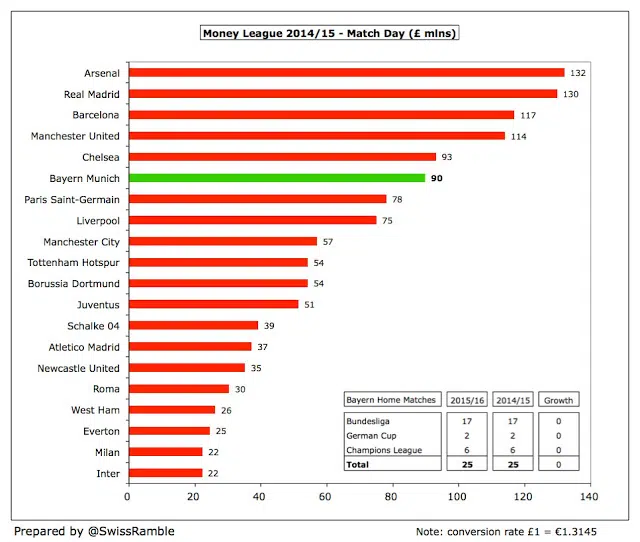 Money League 2014/15 - Match Day (£ mlns)
Arsenal 132
Real Madrid 130
Barcelona 117
Manchester United 114
Chelsea 93
Bayern Munich 90
Paris Saint-Germain 78
Liverpool 75
Manchester City 57
Tottenham Hotspur 54
Borussia Dortmund 54
Juventus 51
Schalke 04 39
Atletico Madrid 37
Newcastle United 35
Roma 30
West Ham 26
Everton 25
Milan 22
Inter 22
Bayern Home Matches 2015/16 2014/15 Growth
Bundesliga 17 17 0
German Cup 2 2 0
Champions League 6 6 0
Total 25 25 0
0 20 40 60 80 100 120 140
Prepared by @SwissRamble
Note: conversion rate £1 = €1.3145